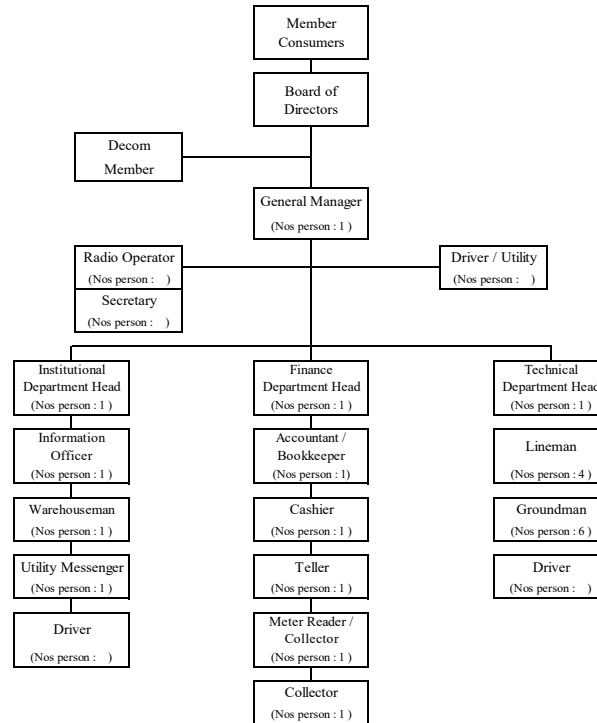 Member
Consumers
Board of
Directors
Decom
Member
General Manager
(Nos person : 1 )
Radio Operator
(Nos person :    )
Secretary
(Nos person :    )
Driver / Utility
(Nos person :    )
Institutional
Department Head
(Nos person : 1 )
Information
Officer
(Nos person : 1 )
Warehouseman
(Nos person : 1 )
Utility Messenger
(Nos person : 1 )
Driver
(Nos person :    )
Finance
Department Head
(Nos person : 1 )
Accountant /
Bookkeeper
(Nos person : 1)
Cashier
(Nos person : 1 )
Teller
(Nos person : 1 )
Meter Reader /
Collector
(Nos person : 1 )
Collector
(Nos person : 1 )
Technical
Department Head
(Nos person : 1 )
Lineman
(Nos person : 4 )
Groundman
(Nos person : 6 )
Driver
(Nos person :    )